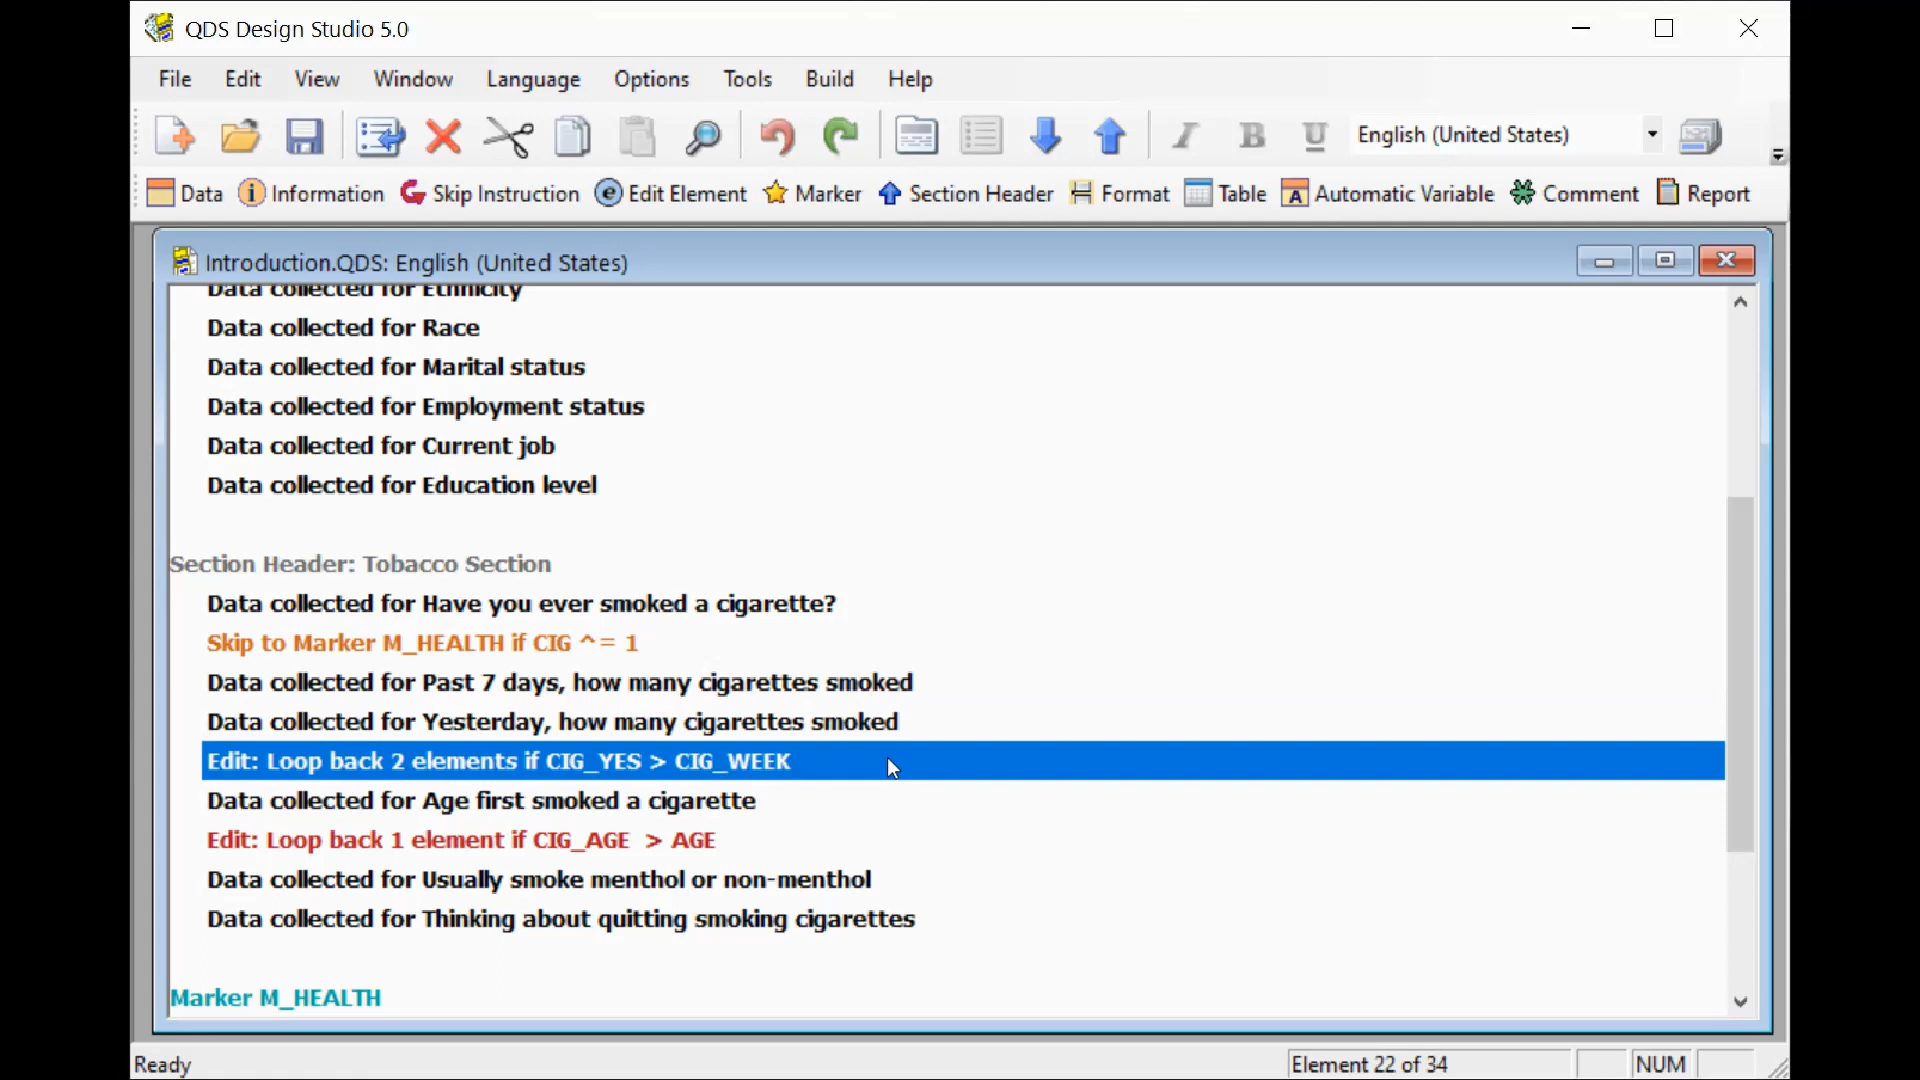 QDS Design Studio 5.0
File Edit View Window Language Options Tools Build Help
I B U English (United States)
Data Information Skip Instruction Edit Element Marker Section Header Format Table Automatic Variable Comment Report
Introduction.QDS: English (United States)
Data collected for Ethnicity
Data collected for Race
Data collected for Marital status
Data collected for Employment status
Data collected for Current job
Data collected for Education level
Section Header: Tobacco Section
Data collected for Have you ever smoked a cigarette?
Skip to Marker M_HEALTH if CIG ^= 1
Data collected for Past 7 days, how many cigarettes smoked
Data collected for Yesterday, how many cigarettes smoked
Edit: Loop back 2 elements if CIG_YES > CIG_WEEK
Data collected for Age first smoked a cigarette
Edit: Loop back 1 element if CIG_AGE > AGE
Data collected for Usually smoke menthol or non-menthol
Data collected for Thinking about quitting smoking cigarettes
Marker M_HEALTH
Ready Element 22 of 34 NUM